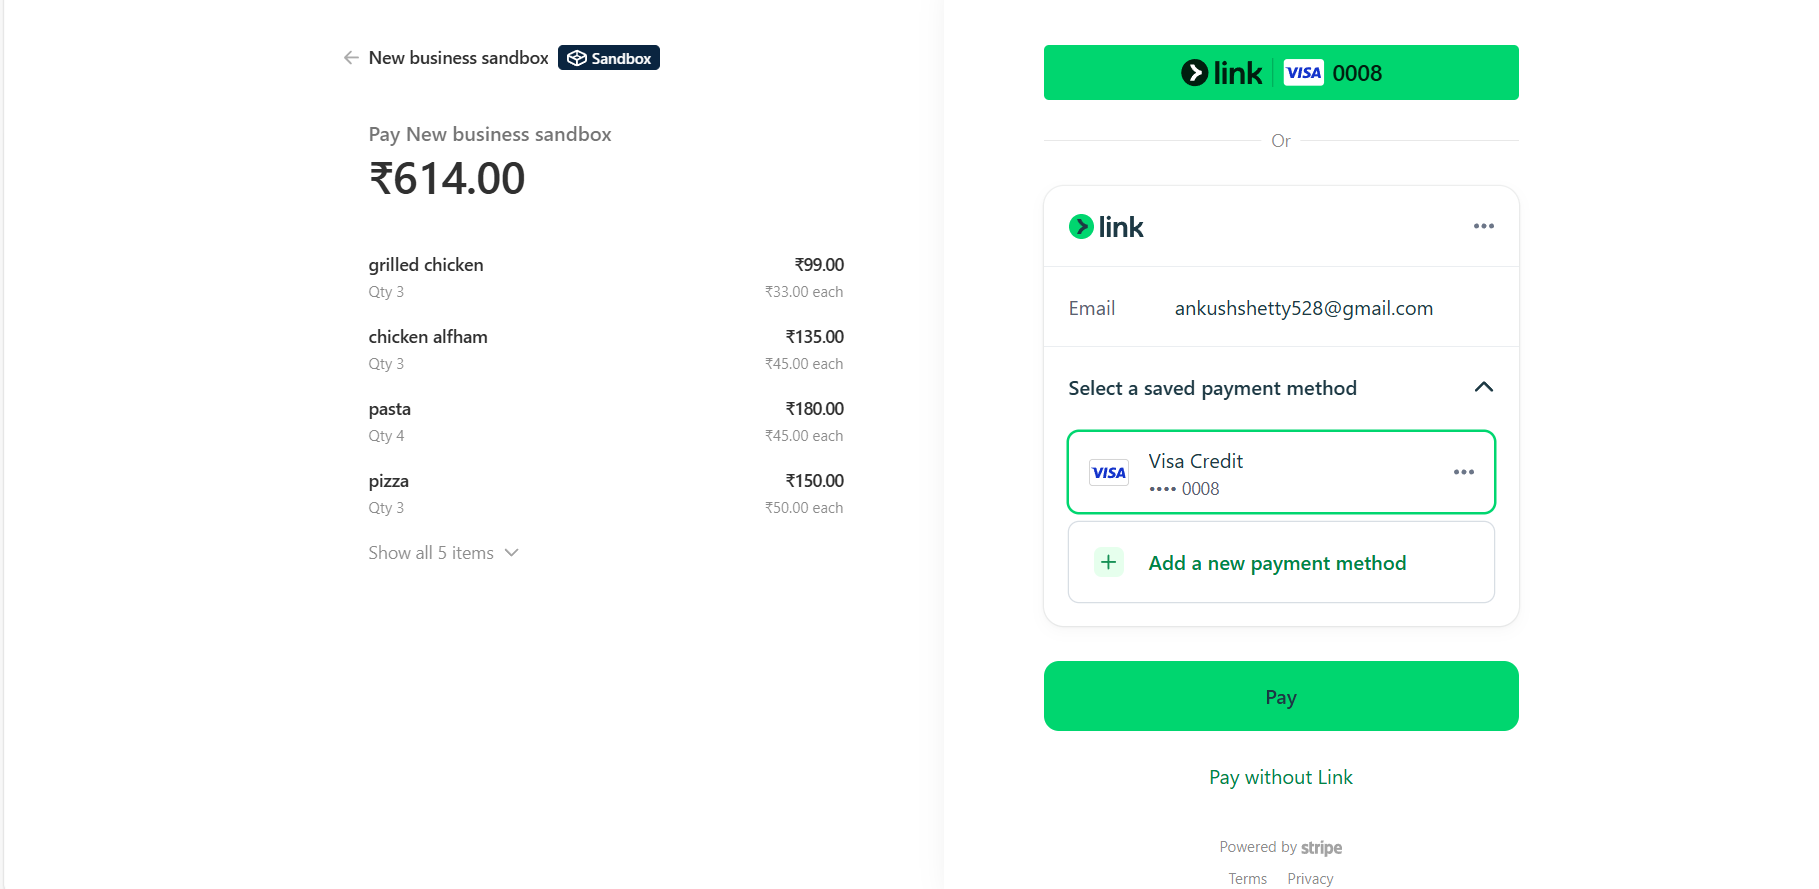 New business sandbox Sandbox
Pay New business sandbox
₹614.00
grilled chicken ₹99.00
Qty 3 ₹33.00 each
chicken alfham ₹135.00
Qty 3 ₹45.00 each
pasta ₹180.00
Qty 4 ₹45.00 each
pizza ₹150.00
Qty 3 ₹50.00 each
Show all 5 items
link VISA 0008
Or
link
Email ankushshetty528@gmail.com
Select a saved payment method
VISA Visa Credit
•••• 0008
Add a new payment method
Pay
Pay without Link
Powered by stripe
Terms Privacy